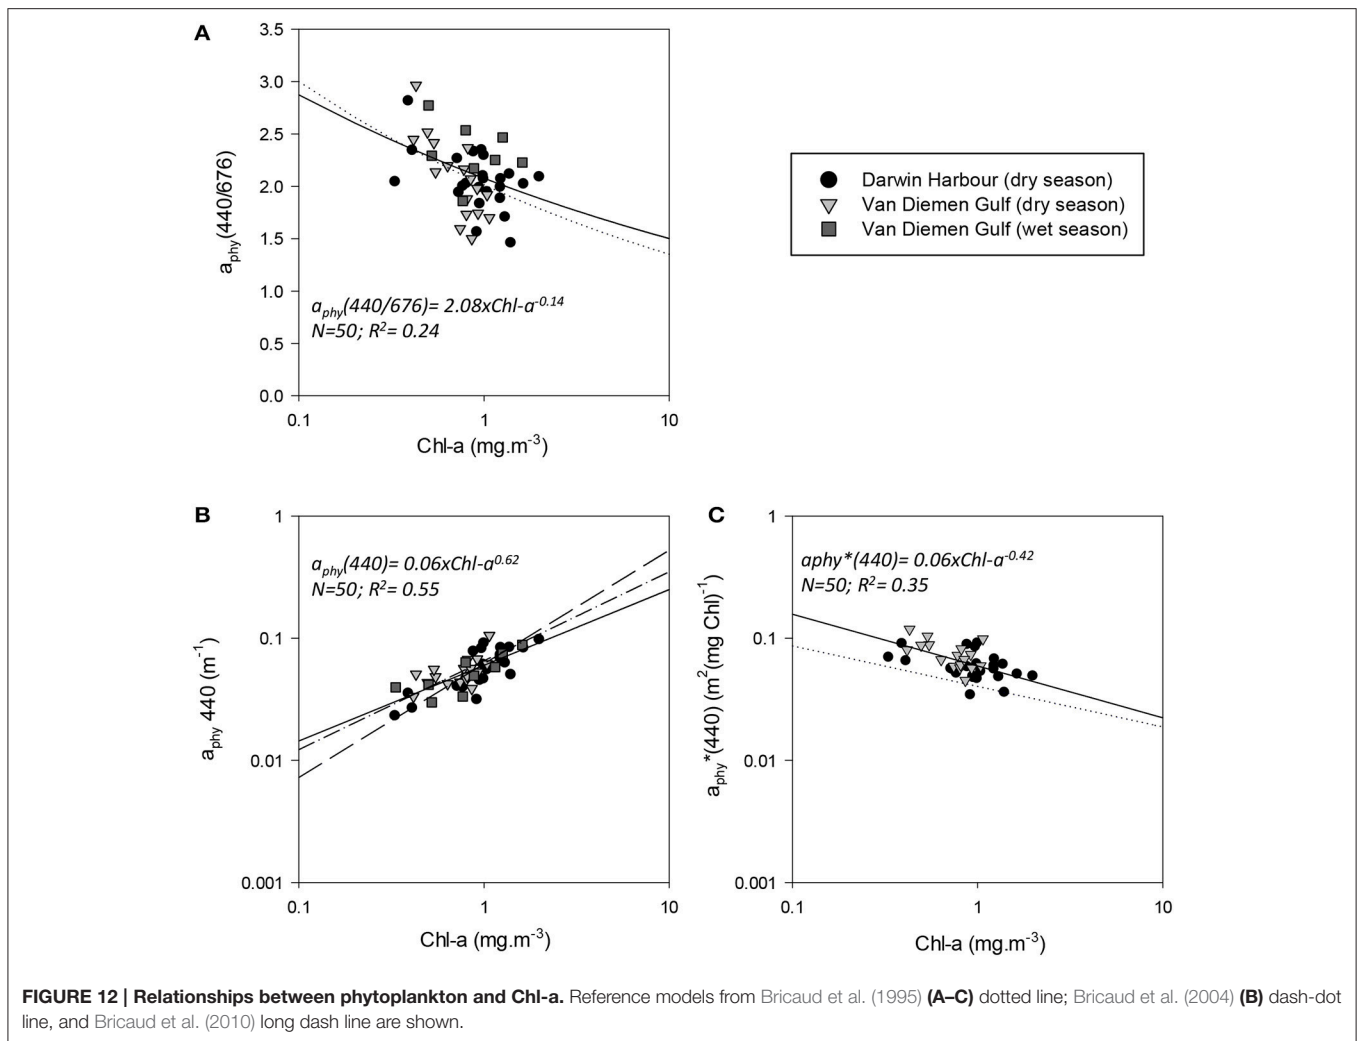 A
3.5
3.0
2.5
2.0
1.5
1.0
0.5
0.0
a_phy(440/676)
a_phy(440/676)= 2.08xChl-a^-0.14
N=50; R²= 0.24
0.1 1 10
Chl-a (mg.m⁻³)
Darwin Harbour (dry season)
Van Diemen Gulf (dry season)
Van Diemen Gulf (wet season)
B
1
0.1
0.01
0.001
a_phy 440 (m⁻¹)
a_phy(440)= 0.06xChl-a^0.62
N=50; R²= 0.55
0.1 1 10
Chl-a (mg.m⁻³)
C
1
0.1
0.01
0.001
a_phy*(440) (m²(mg Chl)⁻¹
aphy*(440)= 0.06xChl-a^-0.42
N=50; R²= 0.35
0.1 1 10
Chl-a (mg.m⁻³)
FIGURE 12 | Relationships between phytoplankton and Chl-a. Reference models from Bricaud et al. (1995) (A–C) dotted line; Bricaud et al. (2004) (B) dash-dot
line, and Bricaud et al. (2010) long dash line are shown.